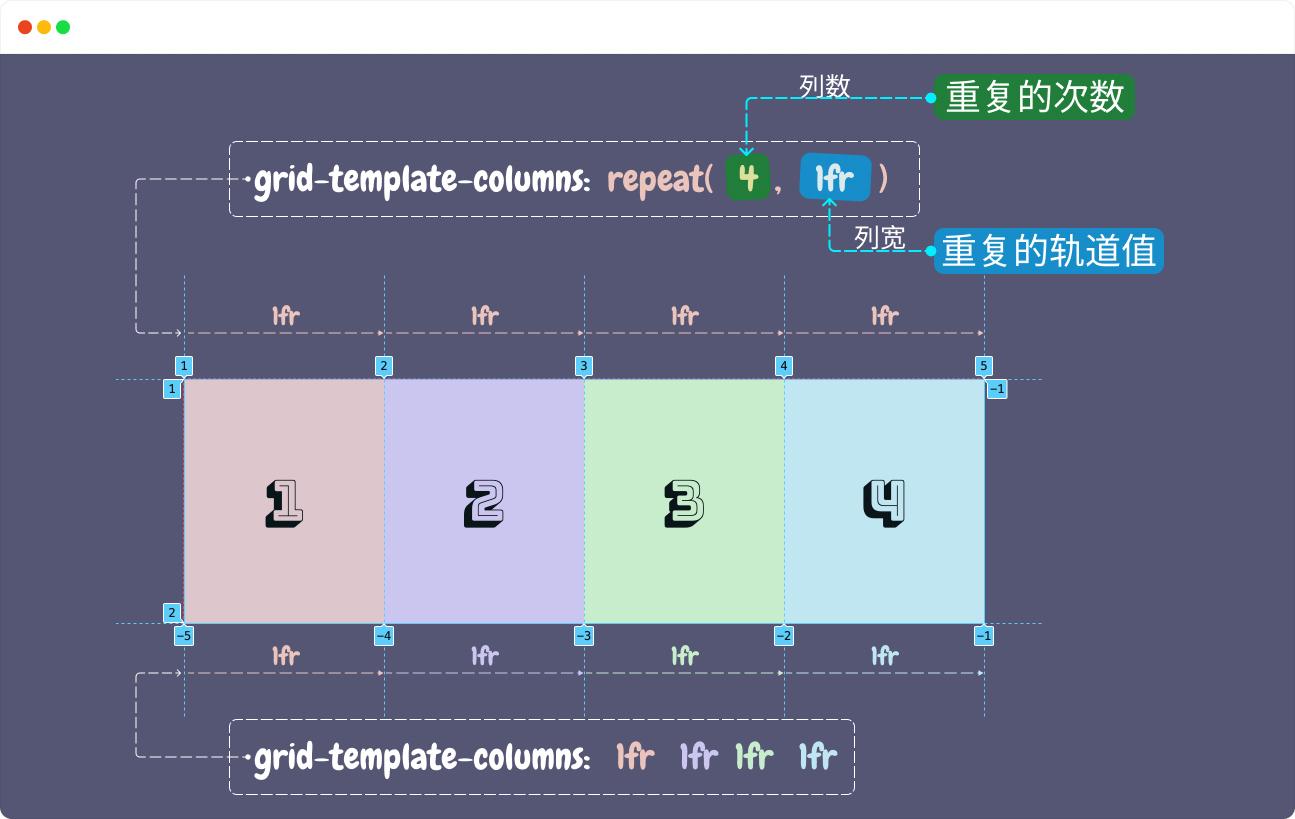 列数
重复的次数
grid-template-columns: repeat( 4 , 1fr )
列宽
重复的轨道值
1fr 1fr 1fr 1fr
1 2 3 4 5
1 -1
1 2 3 4
2
-5 -4 -3 -2 -1
1fr 1fr 1fr 1fr
grid-template-columns: 1fr 1fr 1fr 1fr